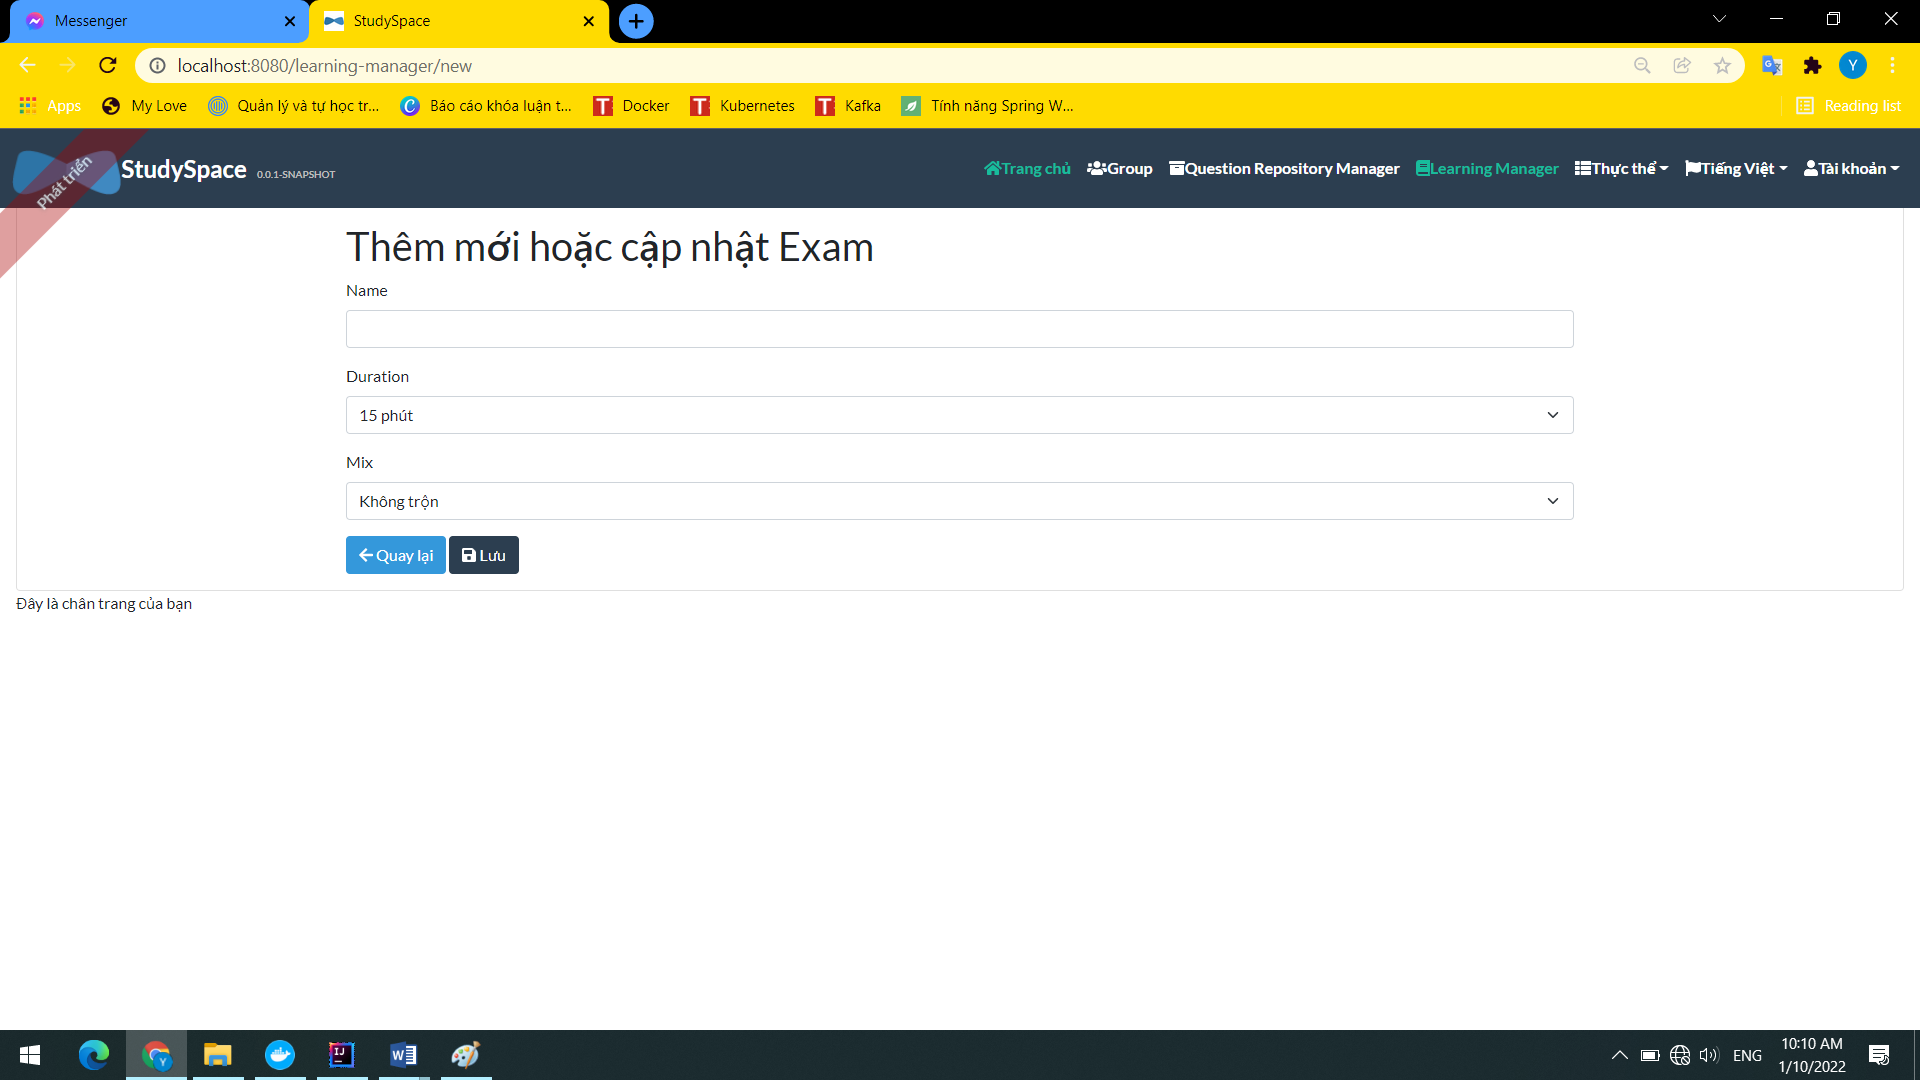 Messenger
StudySpace
localhost:8080/learning-manager/new
Y
Apps
My Love
Quản lý và tự học tr...
Báo cáo khóa luận t...
Docker
Kubernetes
Kafka
Tính năng Spring W...
Reading list
Phát triển
StudySpace 0.0.1-SNAPSHOT
Trang chủ
Group
Question Repository Manager
Learning Manager
Thực thể
Tiếng Việt
Tài khoản
Thêm mới hoặc cập nhật Exam
Name
Duration
15 phút
Mix
Không trộn
Quay lại
Lưu
Đây là chân trang của bạn
ENG
10:10 AM
1/10/2022